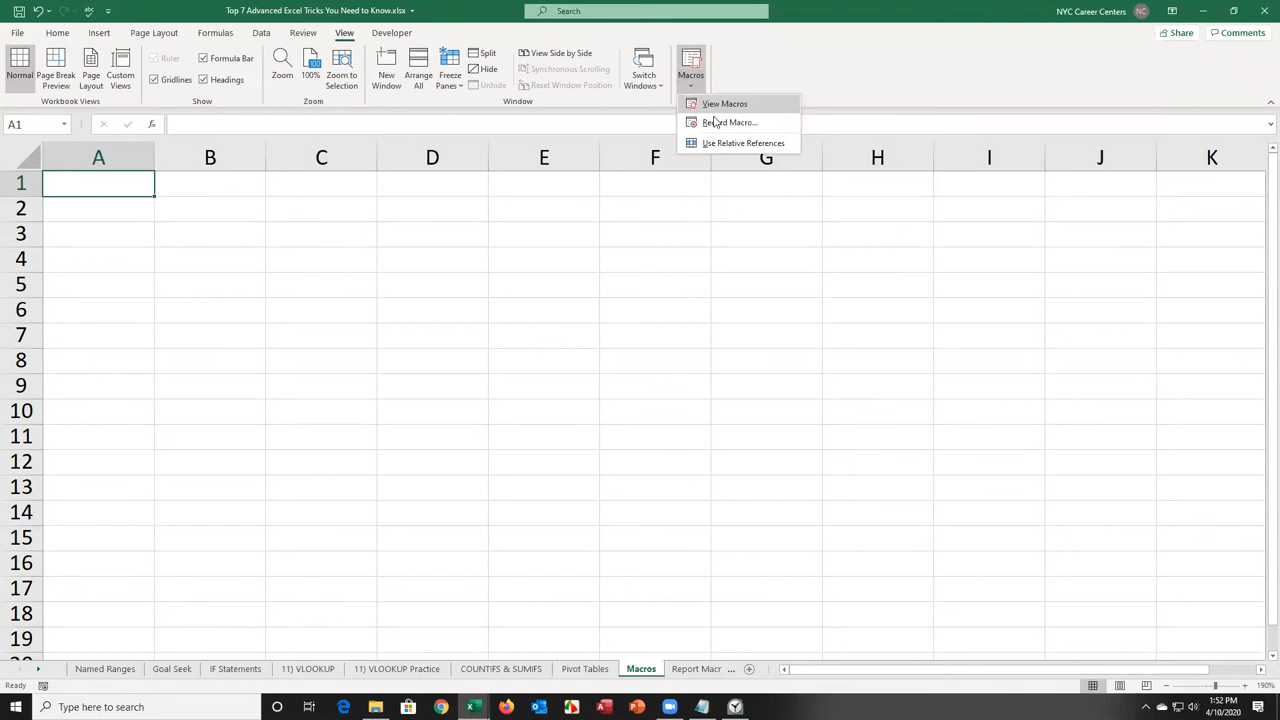 Top 7 Advanced Excel Tricks You Need to Know.xlsx
Search
NYC Career Centers
NC
File Home Insert Page Layout Formulas Data Review View Developer
Share
Comments
Normal
Page Break Preview
Page Layout
Custom Views
Ruler
Gridlines
Formula Bar
Headings
Zoom
100
100%
Zoom to Selection
New Window
Arrange All
Freeze Panes
Split
Hide
Unhide
View Side by Side
Synchronous Scrolling
Reset Window Position
Switch Windows
Macros
Workbook Views
Show
Zoom
Window
View Macros
Record Macro...
Use Relative References
A1
fx
A B C D E F G H I J K
1
2
3
4
5
6
7
8
9
10
11
12
13
14
15
16
17
18
19
Named Ranges Goal Seek IF Statements 11) VLOOKUP 11) VLOOKUP Practice COUNTIFS & SUMIFS Pivot Tables Macros Report Macr ...
Ready
190%
Type here to search
1:52 PM
4/10/2020